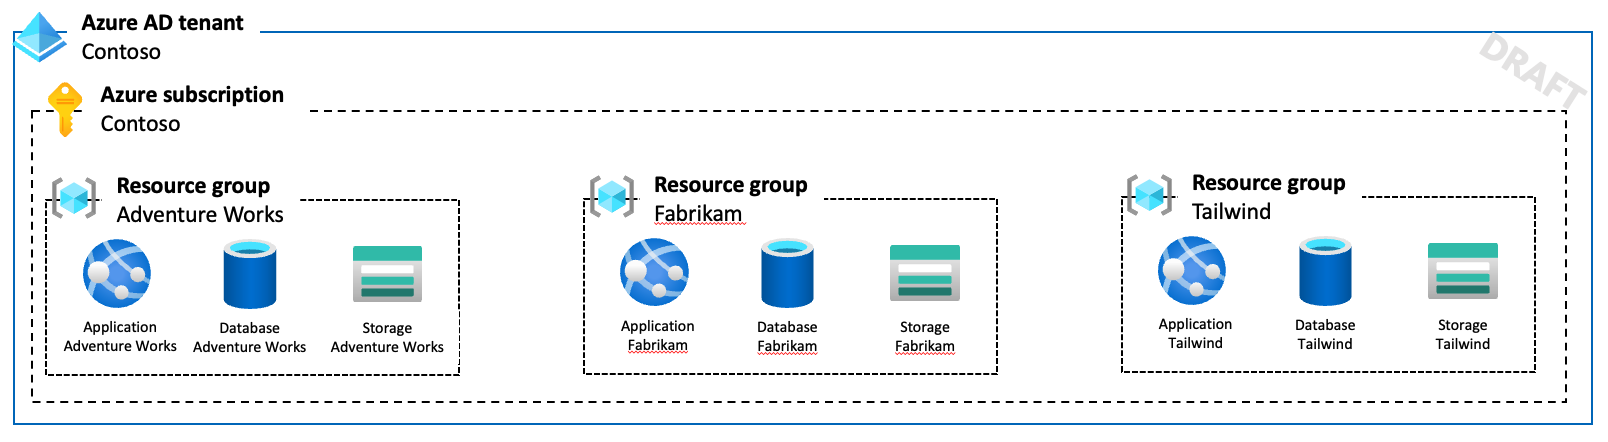 Azure AD tenant
Contoso
DRAFT
Azure subscription
Contoso
Resource group
Adventure Works
Application
Adventure Works
Database
Adventure Works
Storage
Adventure Works
Resource group
Fabrikam
Application
Fabrikam
Database
Fabrikam
Storage
Fabrikam
Resource group
Tailwind
Application
Tailwind
Database
Tailwind
Storage
Tailwind